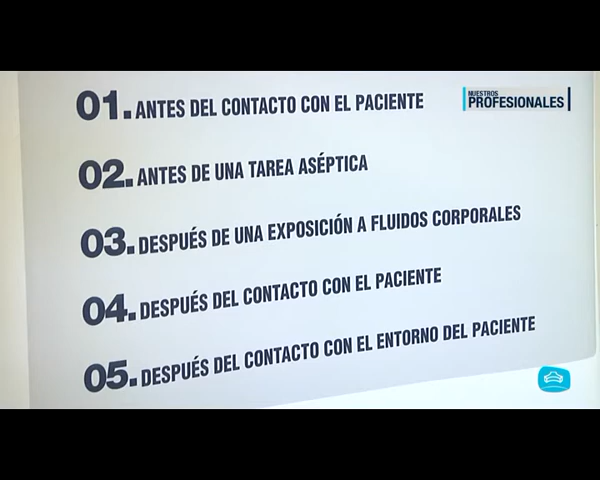 NUESTROS
PROFESIONALES
01. ANTES DEL CONTACTO CON EL PACIENTE
02. ANTES DE UNA TAREA ASÉPTICA
03. DESPUÉS DE UNA EXPOSICIÓN A FLUIDOS CORPORALES
04. DESPUÉS DEL CONTACTO CON EL PACIENTE
05. DESPUÉS DEL CONTACTO CON EL ENTORNO DEL PACIENTE